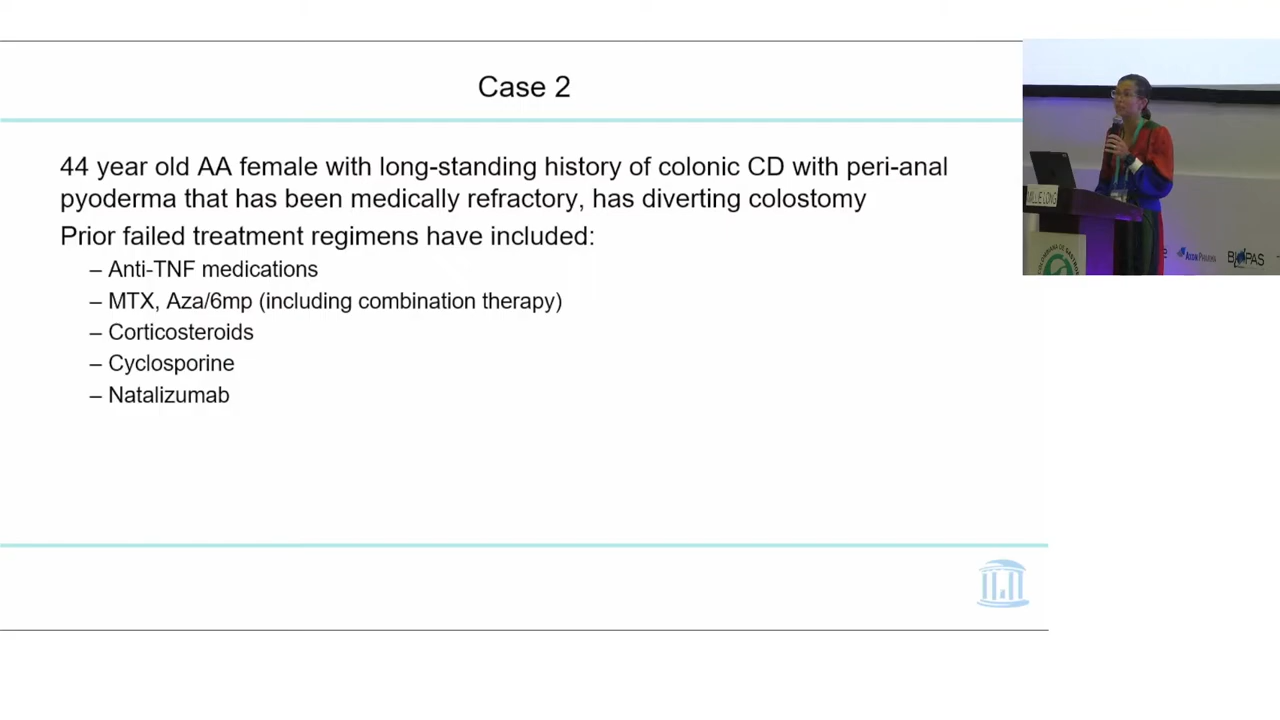 Case 2
44 year old AA female with long-standing history of colonic CD with peri-anal
pyoderma that has been medically refractory, has diverting colostomy
Prior failed treatment regimens have included:
– Anti-TNF medications
– MTX, Aza/6mp (including combination therapy)
– Corticosteroids
– Cyclosporine
– Natalizumab
MILLIE LONG